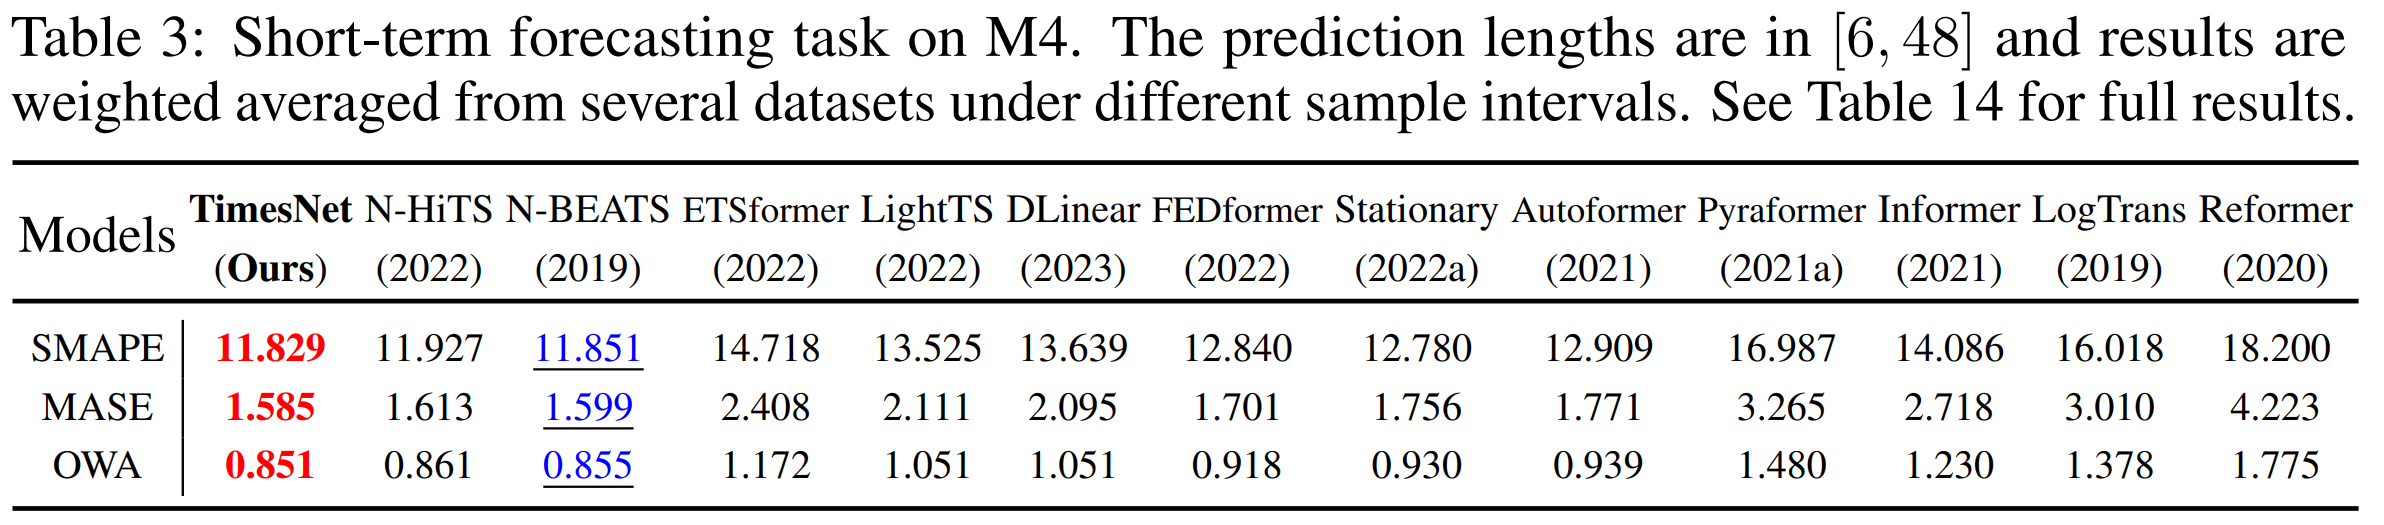 Table 3: Short-term forecasting task on M4. The prediction lengths are in [6, 48] and results are
weighted averaged from several datasets under different sample intervals. See Table 14 for full results.
Models TimesNet N-HiTS N-BEATS ETSformer LightTS DLinear FEDformer Stationary Autoformer Pyraformer Informer LogTrans Reformer
(Ours) (2022) (2019) (2022) (2022) (2023) (2022) (2022a) (2021) (2021a) (2021) (2019) (2020)
SMAPE 11.829 11.927 11.851 14.718 13.525 13.639 12.840 12.780 12.909 16.987 14.086 16.018 18.200
MASE 1.585 1.613 1.599 2.408 2.111 2.095 1.701 1.756 1.771 3.265 2.718 3.010 4.223
OWA 0.851 0.861 0.855 1.172 1.051 1.051 0.918 0.930 0.939 1.480 1.230 1.378 1.775